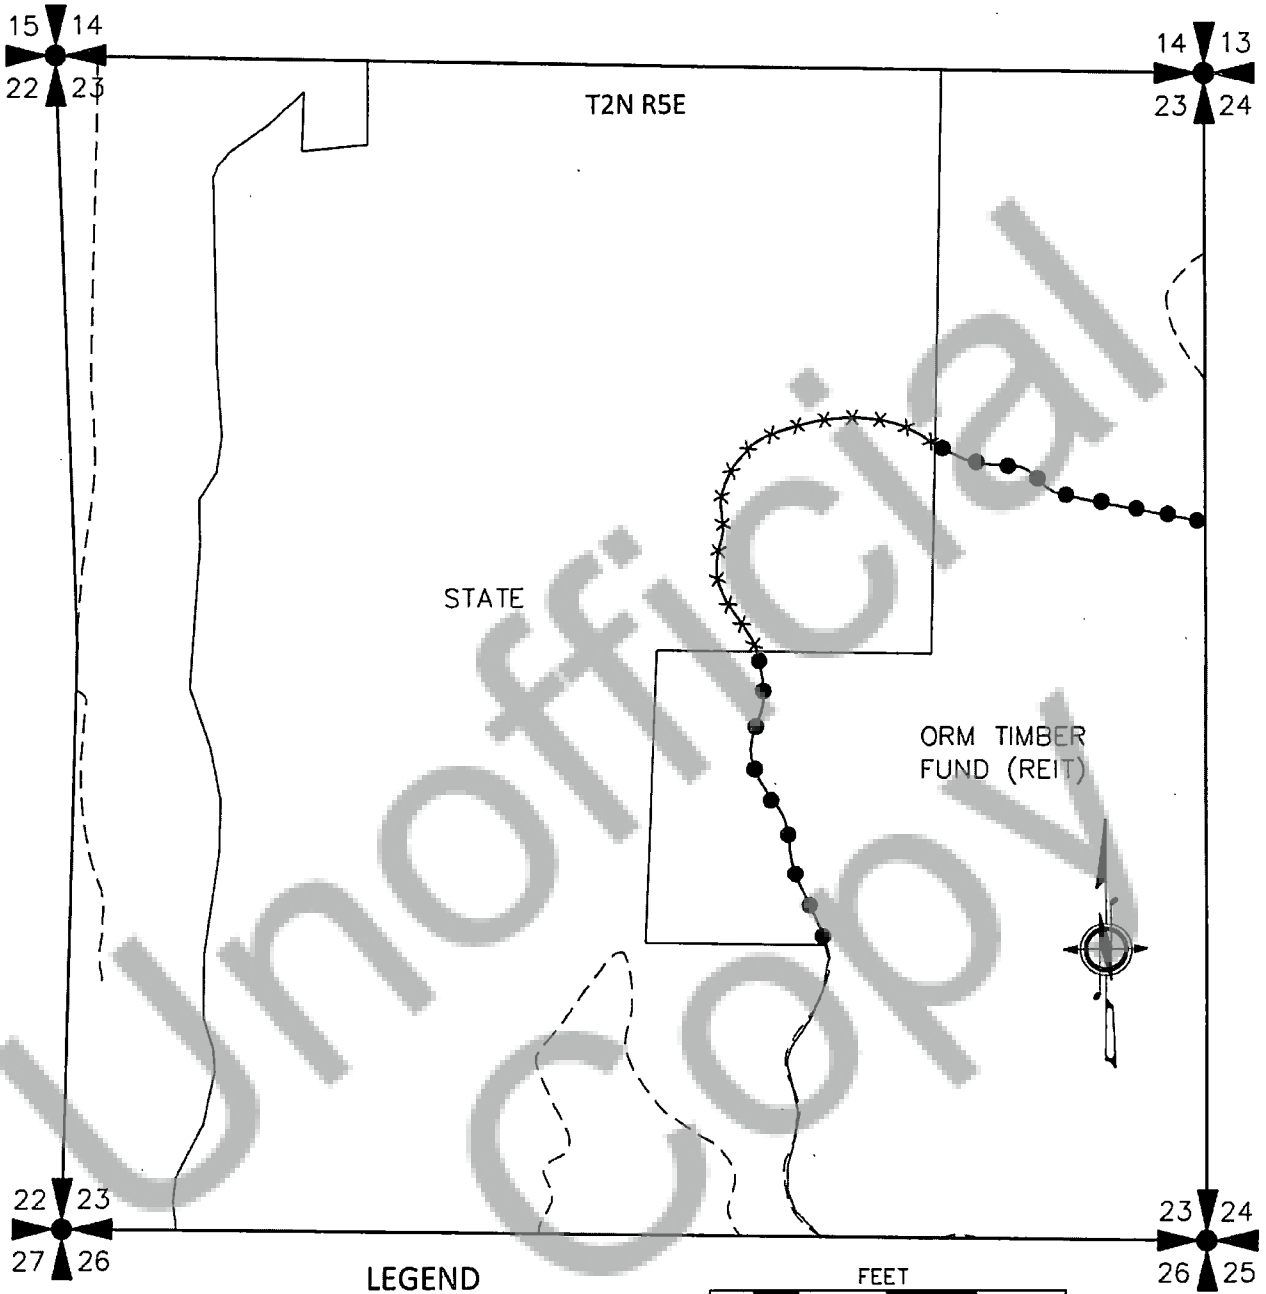 15 14
22 23
14 13
23 24
T2N R5E
STATE
ORM TIMBER
FUND (REIT)
22 23
27 26
23 24
26 25
LEGEND
FEET
Unofficial
Copy